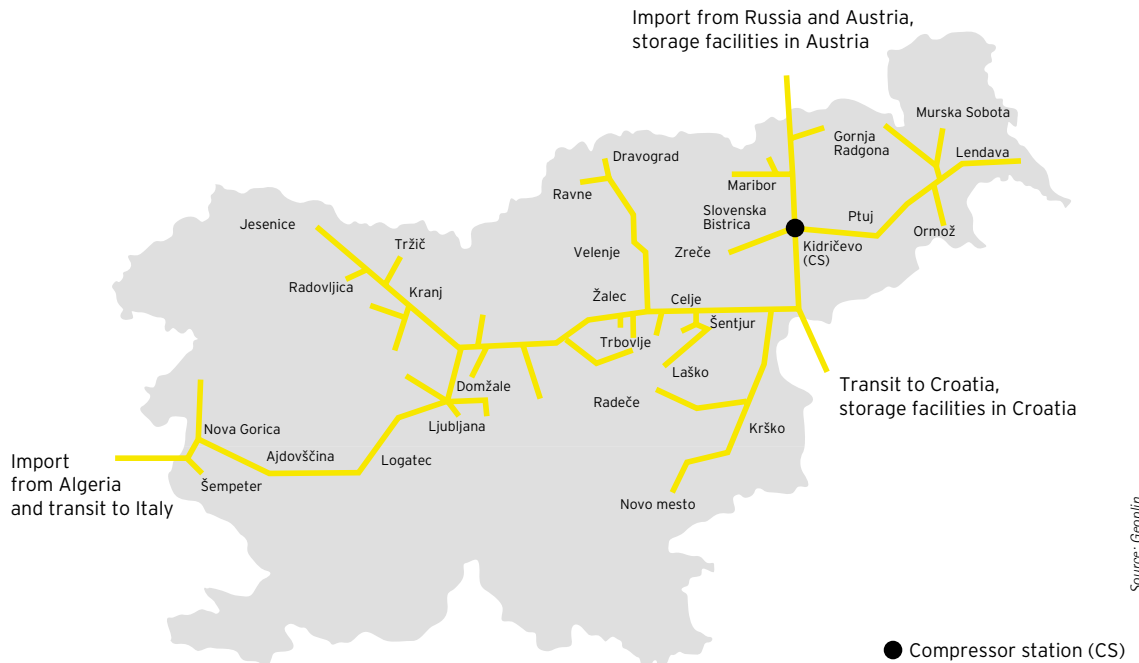 Import from Russia and Austria,
storage facilities in Austria
Murska Sobota
Gornja
Radgona
Lendava
Dravograd
Ravne
Maribor
Slovenska
Bistrica
Ptuj
Ormož
Jesenice
Tržič
Velenje
Zreče
Kidričevo
(CS)
Radovljica
Kranj
Žalec
Celje
Šentjur
Trbovlje
Laško
Domžale
Radeče
Transit to Croatia,
storage facilities in Croatia
Ljubljana
Krško
Nova Gorica
Ajdovščina
Logatec
Import
from Algeria
and transit to Italy
Šempeter
Novo mesto
Source: Geoplin
Compressor station (CS)